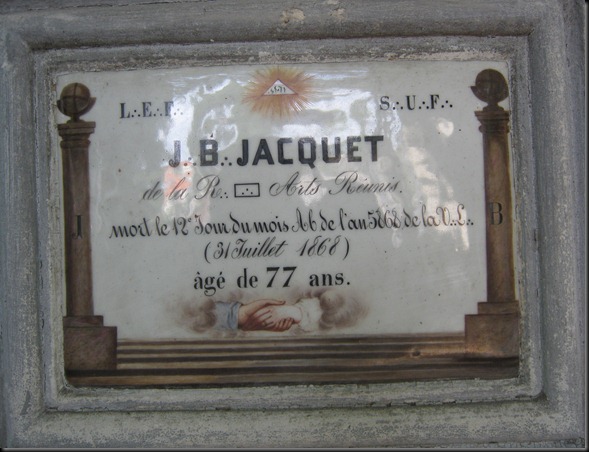 L∴E∴F∴ S∴U∴F∴
J∴B∴JACQUET
de la R∴ Arts Réunis.
mort le 12e Jour du mois Ab de l'an 5868 de la V∴L∴
(31 Juillet 1868)
âgé de 77 ans.
J
B